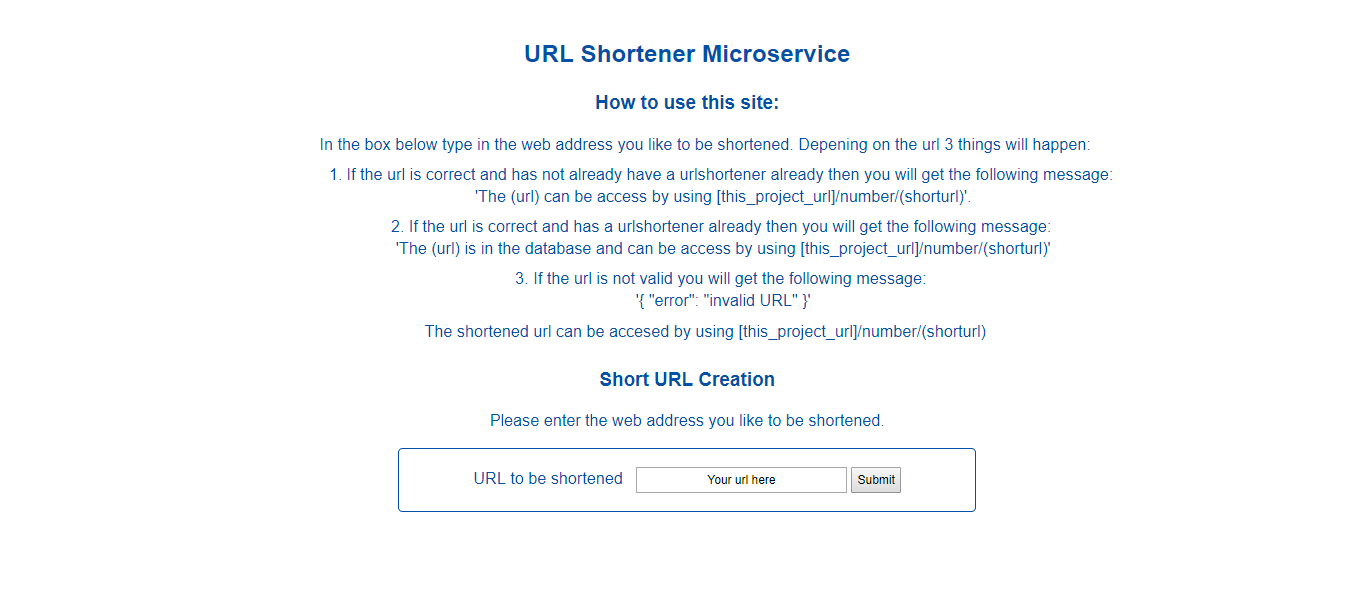 URL Shortener Microservice
How to use this site:
In the box below type in the web address you like to be shortened. Depening on the url 3 things will happen:
1. If the url is correct and has not already have a urlshortener already then you will get the following message:
'The (url) can be access by using [this_project_url]/number/(shorturl)'.
2. If the url is correct and has a urlshortener already then you will get the following message:
'The (url) is in the database and can be access by using [this_project_url]/number/(shorturl)'
3. If the url is not valid you will get the following message:
'{ "error": "invalid URL" }'
The shortened url can be accesed by using [this_project_url]/number/(shorturl)
Short URL Creation
Please enter the web address you like to be shortened.
URL to be shortened Your url here Submit